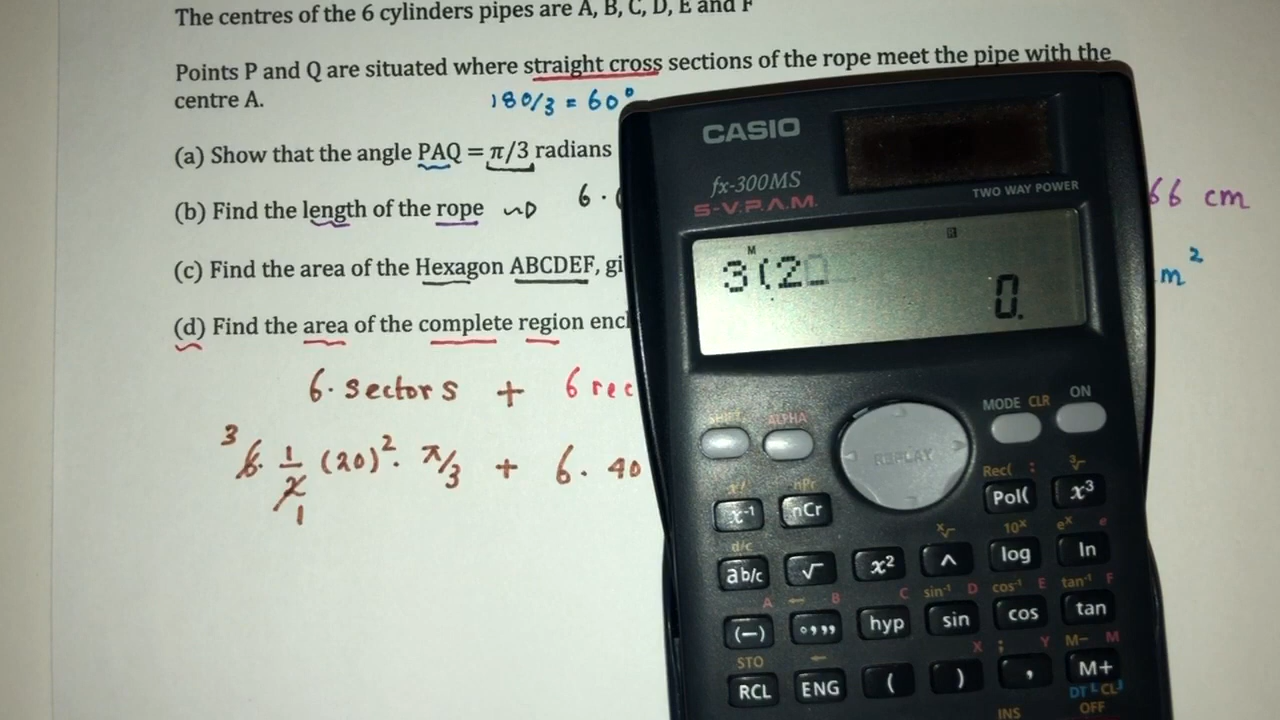 The centres of the 6 cylinders pipes are A, B, C, D, E and F
Points P and Q are situated where straight cross sections of the rope meet the pipe with the
centre A.
180/3 = 60°
(a) Show that the angle PAQ = π/3 radians
(b) Find the length of the rope
6 · (
66 cm
(c) Find the area of the Hexagon ABCDEF, gi
m²
(d) Find the area of the complete region encl
6 · sectors + 6 rec
3
6 · 1/2 (20)² · π/3 + 6 · 40
1
CASIO
fx-300MS
S-V.P.A.M.
TWO WAY POWER
M R
3(2
0.
SHIFT ALPHA MODE CLR ON
REPLAY
x! nPr Rec( : ³√
x⁻¹ nCr Pol( x³
d/c ˣ√ 10ˣ eˣ e
ab/c √ x² ^ log ln
A ← B C sin⁻¹ D cos⁻¹ E tan⁻¹ F
(−) °,,, hyp sin cos tan
STO ← X ; Y M− M
RCL ENG ( ) , M+
DT CL
INS OFF